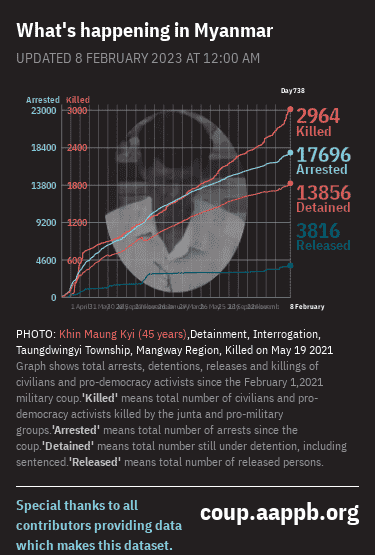 What's happening in Myanmar
UPDATED 8 FEBRUARY 2023 AT 12:00 AM
Day738
Arrested Killed
23000 3000 2964
Killed
18400 2400 17696
Arrested
13800 1800 13856
Detained
9200 1200 3816
Released
4600 600
0
8 February
PHOTO: Khin Maung Kyi (45 years),Detainment, Interrogation,
Taungdwingyi Township, Mangway Region, Killed on May 19 2021
Graph shows total arrests, detentions, releases and killings of
civilians and pro-democracy activists since the February 1,2021
military coup.'Killed' means total number of civilians and pro-
democracy activists killed by the junta and pro-military
groups.'Arrested' means total number of arrests since the
coup.'Detained' means total number still under detention, including
sentenced.'Released' means total number of released persons.
Special thanks to all
contributors providing data
which makes this dataset.
coup.aappb.org